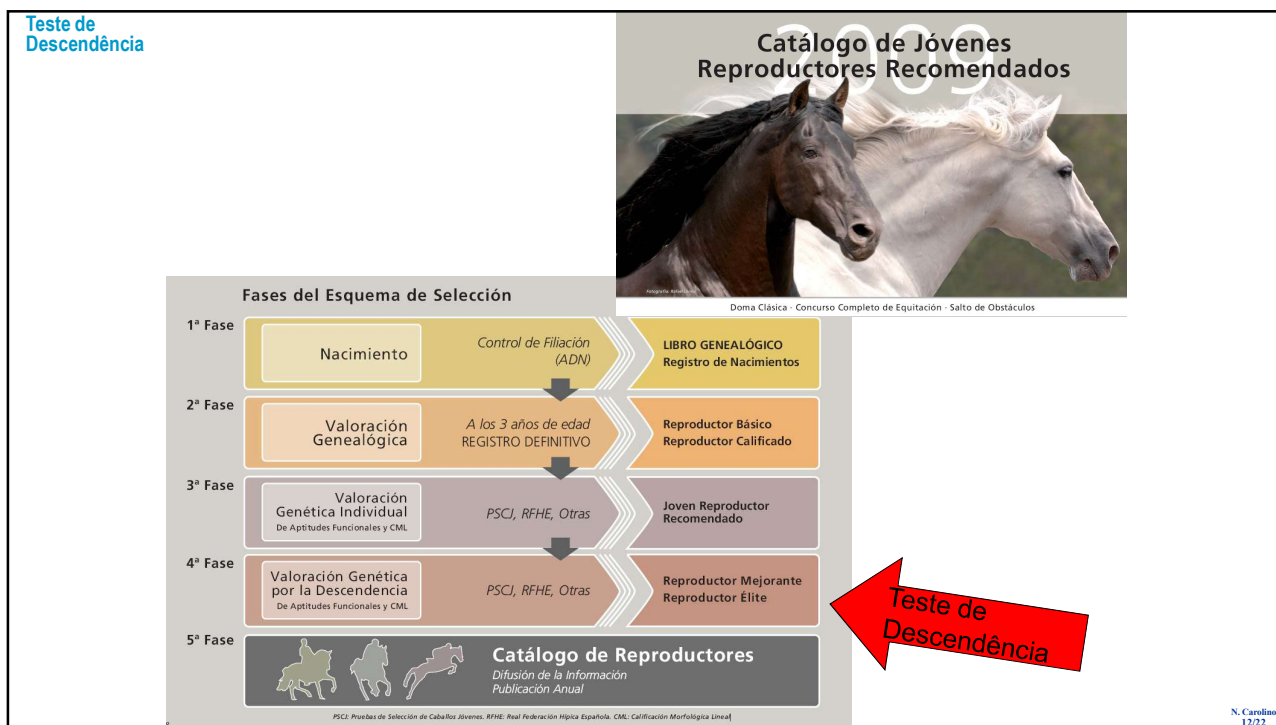 Teste de
Descendência
2009
Catálogo de Jóvenes
Reproductores Recomendados
Doma Clásica - Concurso Completo de Equitación - Salto de Obstáculos
Fases del Esquema de Selección
1ª Fase
Nacimiento
Control de Filiación
(ADN)
LIBRO GENEALÓGICO
Registro de Nacimientos
2ª Fase
Valoración
Genealógica
A los 3 años de edad
REGISTRO DEFINITIVO
Reproductor Básico
Reproductor Calificado
3ª Fase
Valoración
Genética Individual
De Aptitudes Funcionales y CML
PSCJ, RFHE, Otras
Joven Reproductor
Recomendado
4ª Fase
Valoración Genética
por la Descendencia
De Aptitudes Funcionales y CML
PSCJ, RFHE, Otras
Reproductor Mejorante
Reproductor Élite
Teste de
Descendência
5ª Fase
Catálogo de Reproductores
Difusión de la Información
Publicación Anual
PSCJ: Pruebas de Selección de Caballos Jóvenes. RFHE: Real Federación Hípica Española. CML: Calificación Morfológica Lineal
N. Carolino
12/22